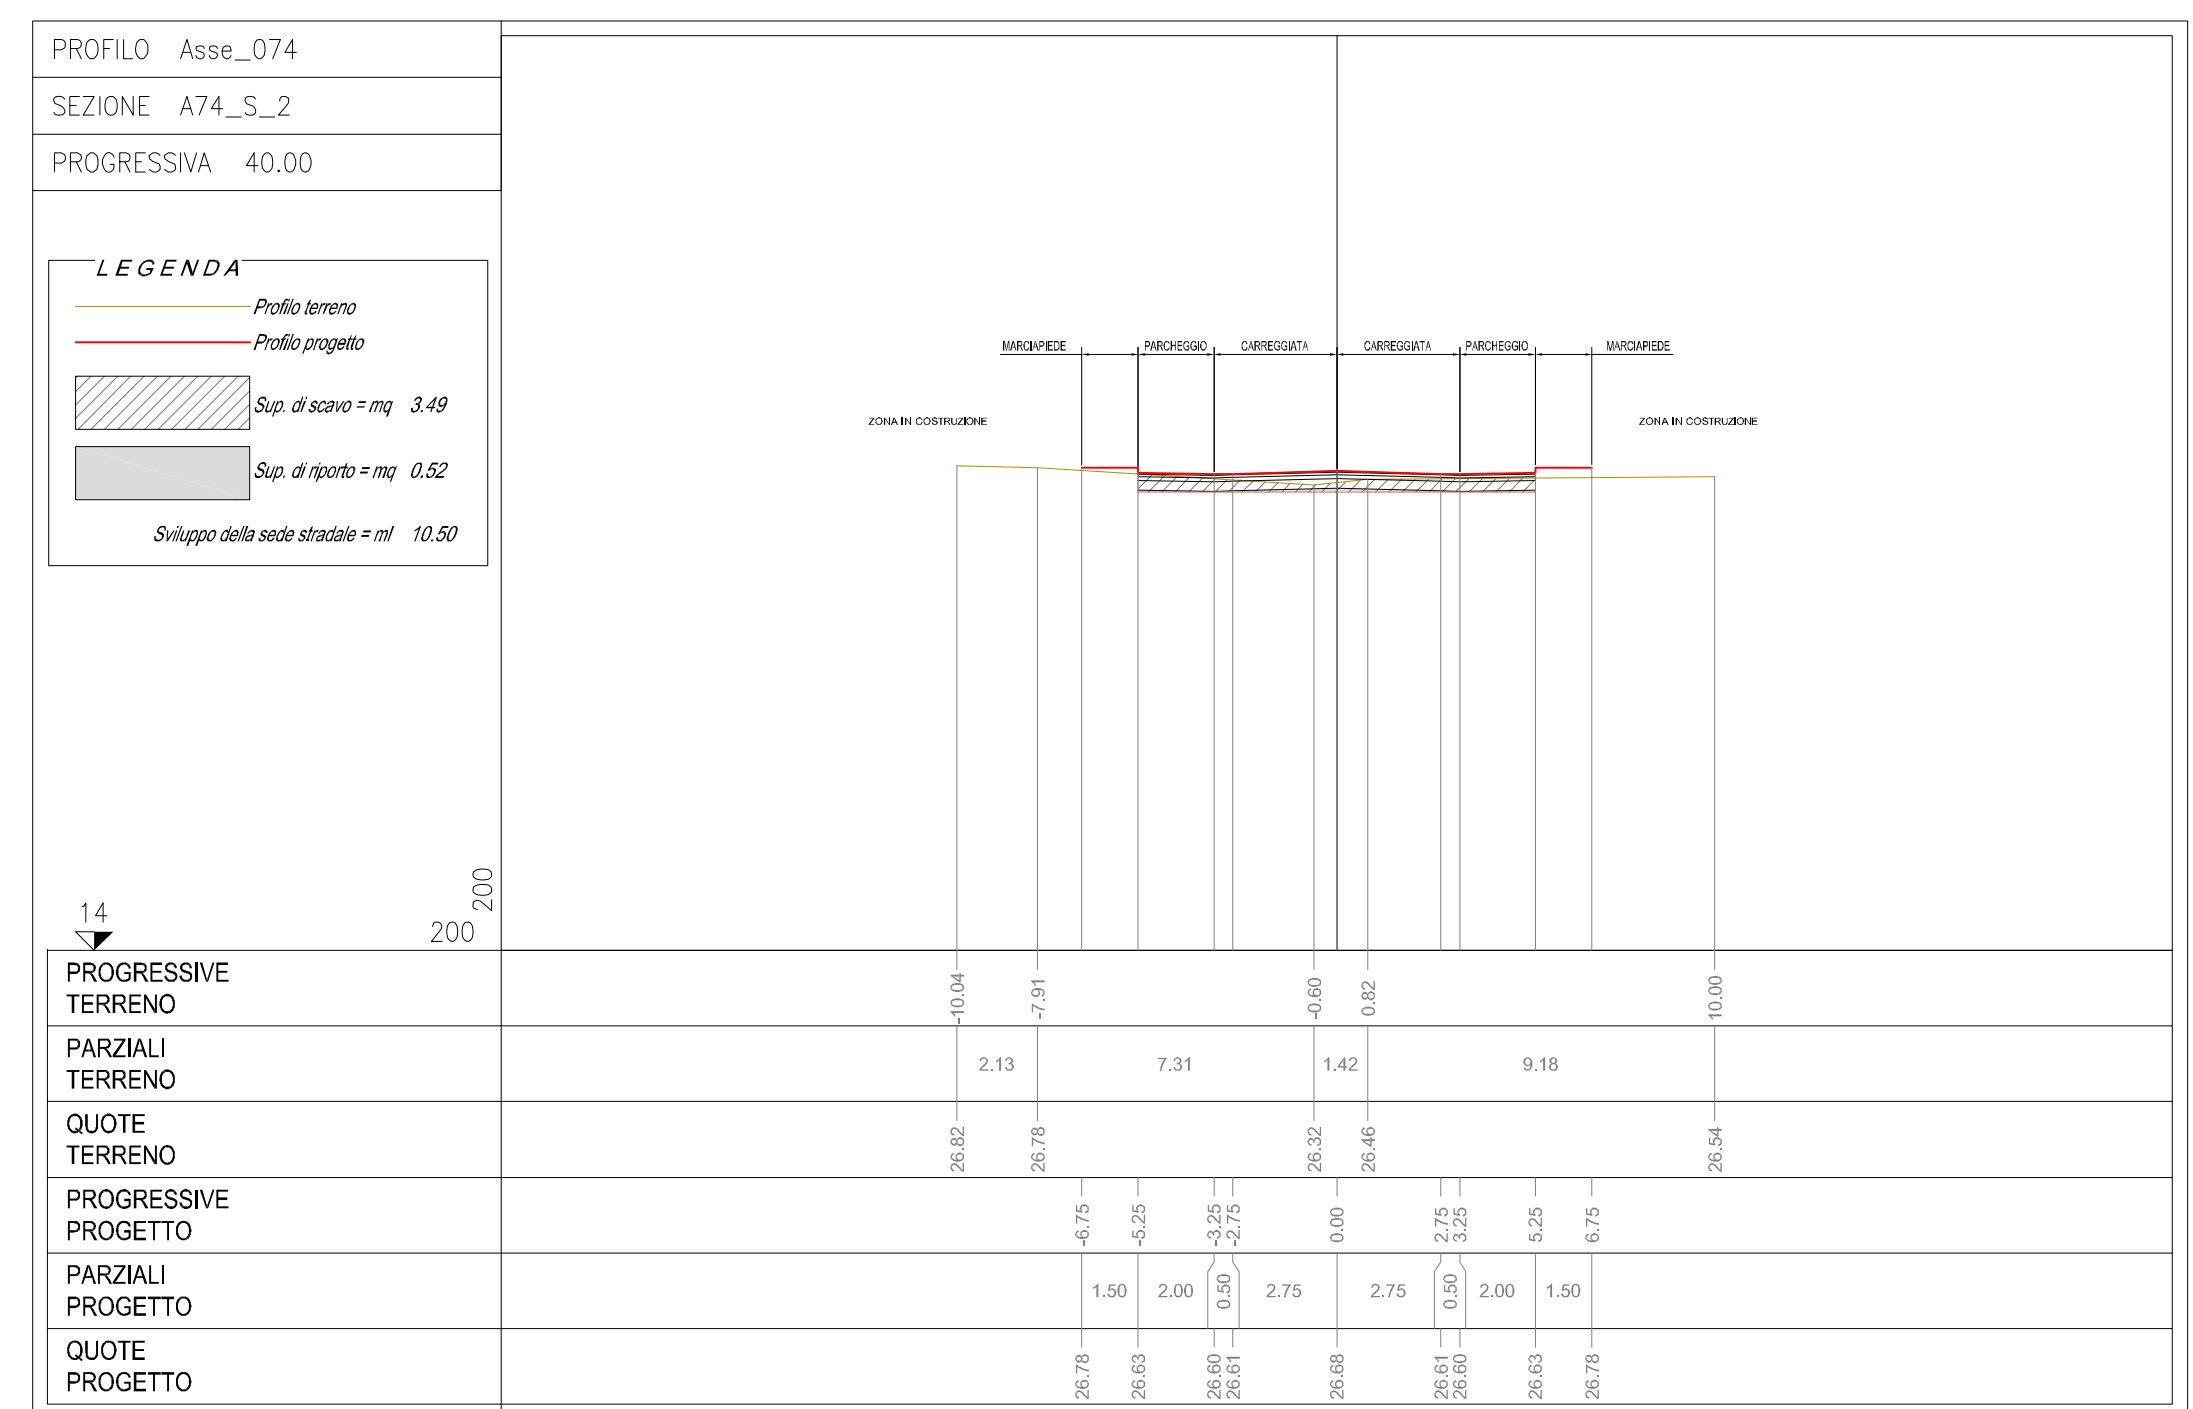 PROFILO Asse_074
SEZIONE A74_S_2
PROGRESSIVA 40.00
LEGENDA
Profilo terreno
Profilo progetto
Sup. di scavo = mq 3.49
Sup. di riporto = mq 0.52
Sviluppo della sede stradale = ml 10.50
MARCIAPIEDE PARCHEGGIO CARREGGIATA CARREGGIATA PARCHEGGIO MARCIAPIEDE
ZONA IN COSTRUZIONE ZONA IN COSTRUZIONE
14
200
200
PROGRESSIVE
TERRENO
-10.04 -7.91 -0.60 0.82 10.00
PARZIALI
TERRENO
2.13 7.31 1.42 9.18
QUOTE
TERRENO
26.82 26.78 26.32 26.46 26.54
PROGRESSIVE
PROGETTO
-6.75 -5.25 -3.25 -2.75 0.00 2.75 3.25 5.25 6.75
PARZIALI
PROGETTO
1.50 2.00 0.50 2.75 2.75 0.50 2.00 1.50
QUOTE
PROGETTO
26.78 26.63 26.60 26.61 26.68 26.61 26.60 26.63 26.78